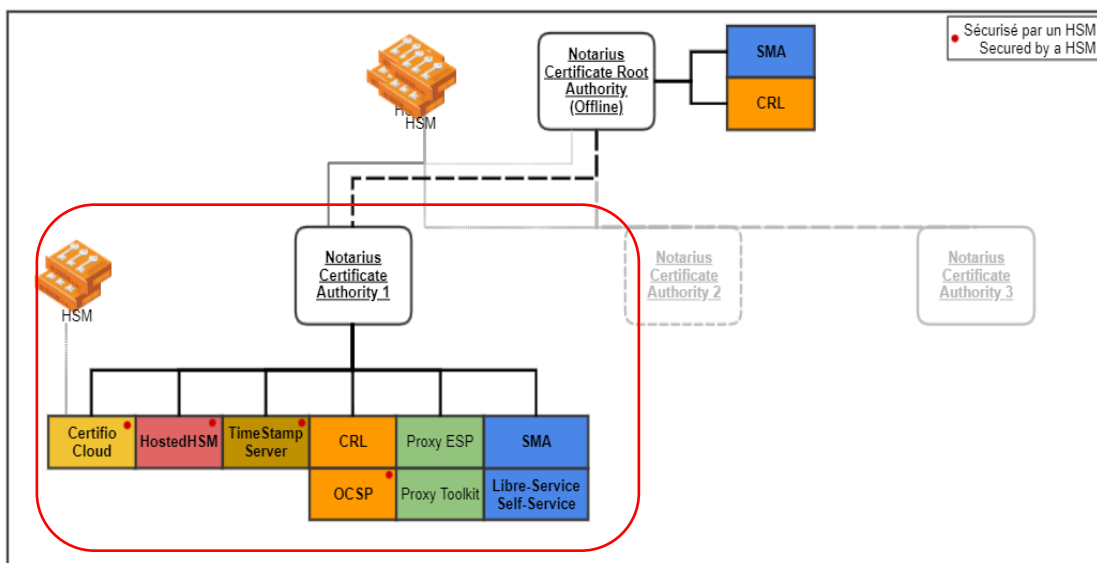 Sécurisé par un HSM
Secured by a HSM
Notarius
Certificate Root
Authority
(Offline)
SMA
CRL
HSM
HSM
Notarius
Certificate
Authority 1
Notarius
Certificate
Authority 2
Notarius
Certificate
Authority 3
HSM
Certifio
Cloud
HostedHSM
TimeStamp
Server
CRL
Proxy ESP
SMA
OCSP
Proxy Toolkit
Libre-Service
Self-Service